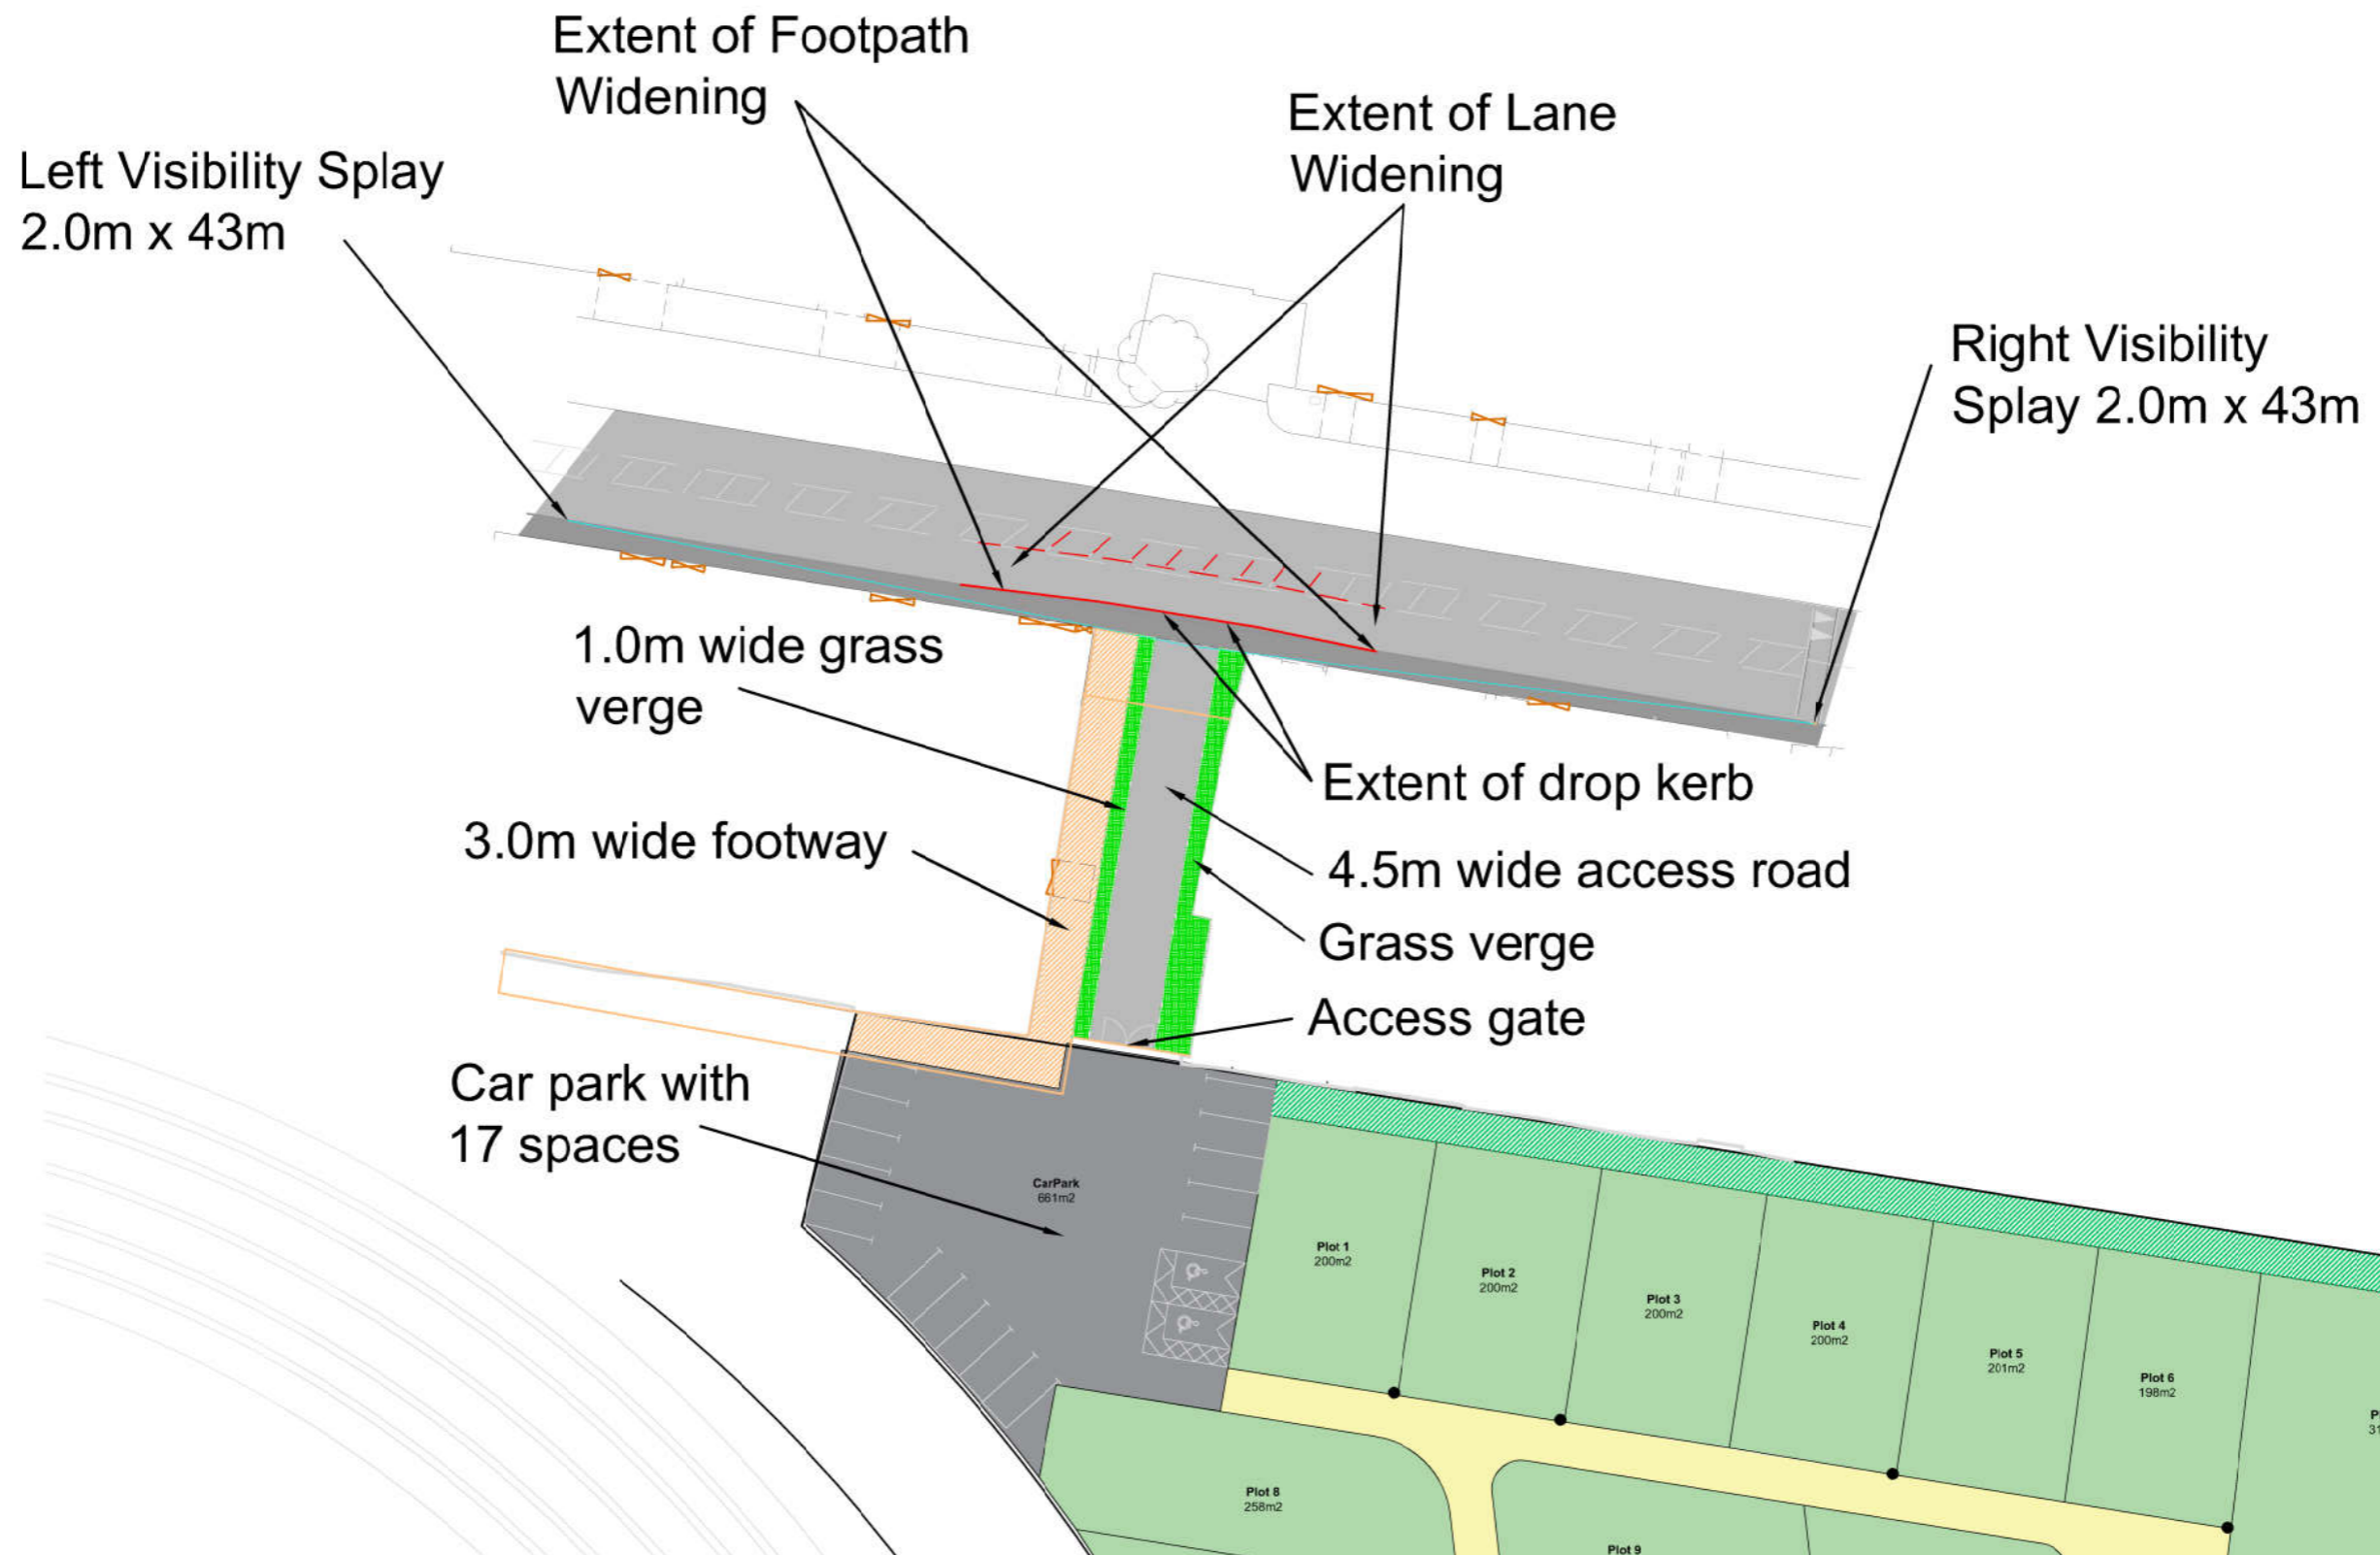 Extent of Footpath
Widening
Extent of Lane
Widening
Left Visibility Splay
2.0m x 43m
Right Visibility
Splay 2.0m x 43m
1.0m wide grass
verge
Extent of drop kerb
3.0m wide footway
4.5m wide access road
Grass verge
Access gate
Car park with
17 spaces
CarPark
661m2
Plot 1
200m2
Plot 2
200m2
Plot 3
200m2
Plot 4
200m2
Plot 5
201m2
Plot 6
198m2
P
31
Plot 8
258m2
Plot 9